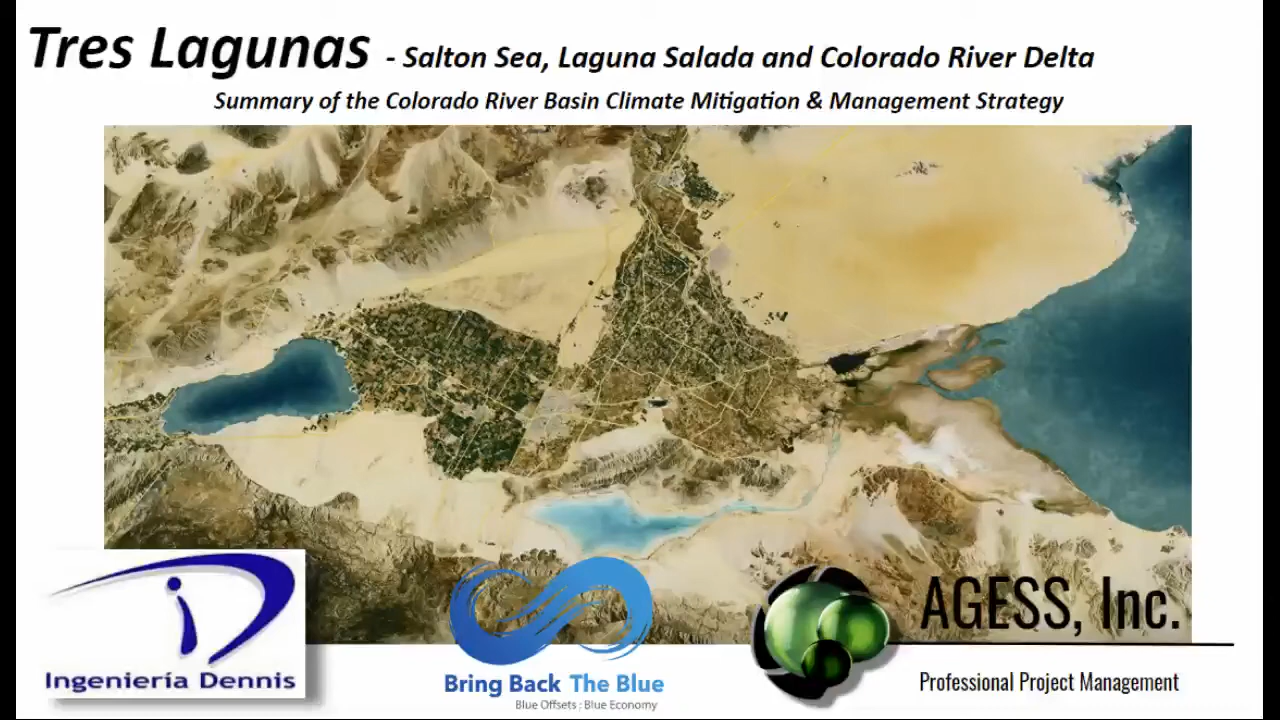 Tres Lagunas - Salton Sea, Laguna Salada and Colorado River Delta
Summary of the Colorado River Basin Climate Mitigation & Management Strategy
iD
Ingeniería Dennis
Bring Back The Blue
Blue Offsets : Blue Economy
AGESS, Inc.
Professional Project Management